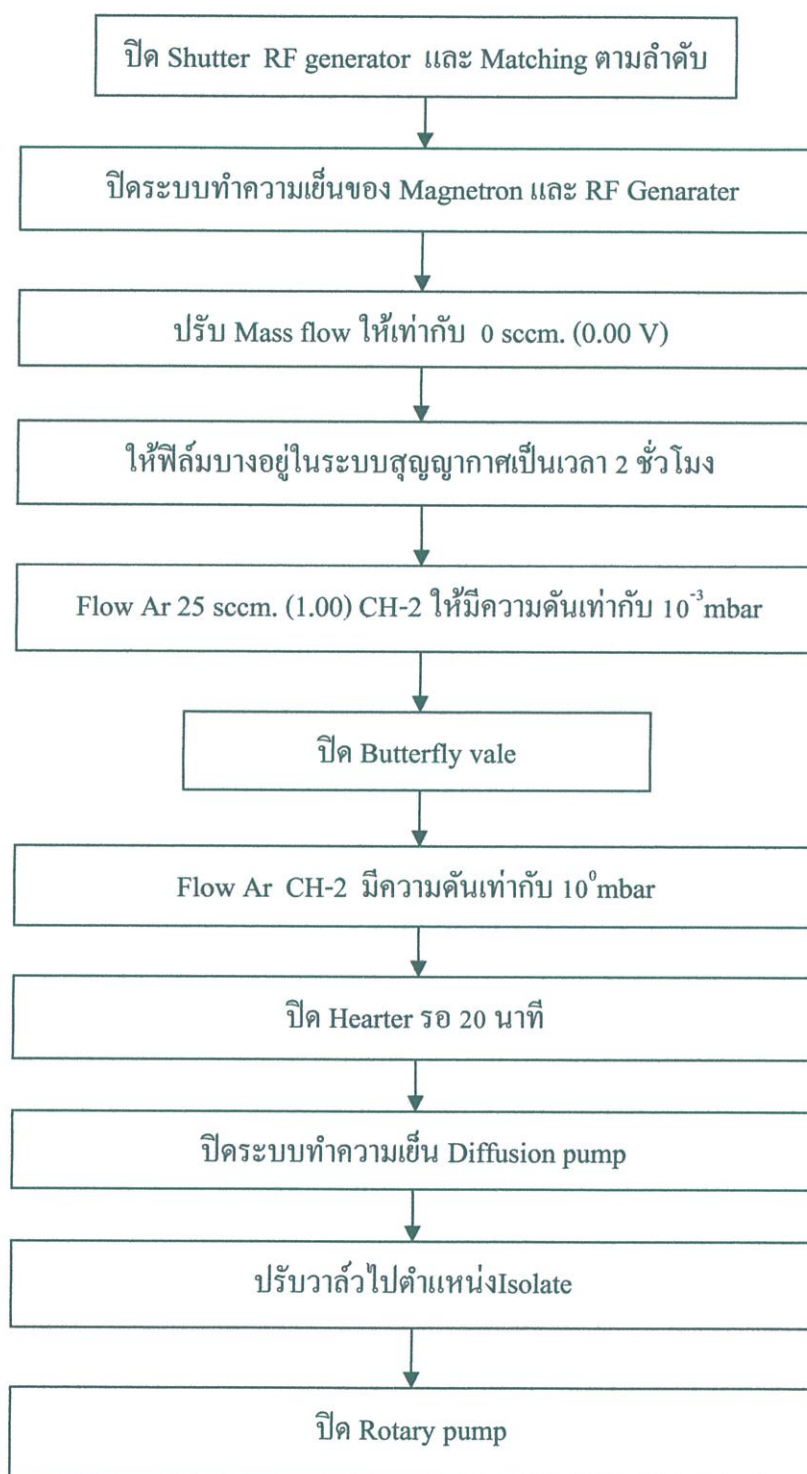 ปิด Shutter RF generator และ Matching ตามลำดับ
ปิดระบบทำความเย็นของ Magnetron และ RF Genarater
ปรับ Mass flow ให้เท่ากับ 0 sccm. (0.00 V)
ให้ฟิล์มบางอยู่ในระบบสุญญากาศเป็นเวลา 2 ชั่วโมง
Flow Ar 25 sccm. (1.00) CH-2 ให้มีความดันเท่ากับ 10⁻³mbar
ปิด Butterfly vale
Flow Ar CH-2 มีความดันเท่ากับ 10⁰mbar
ปิด Hearter รอ 20 นาที
ปิดระบบทำความเย็น Diffusion pump
ปรับวาล์วไปตำแหน่งIsolate
ปิด Rotary pump